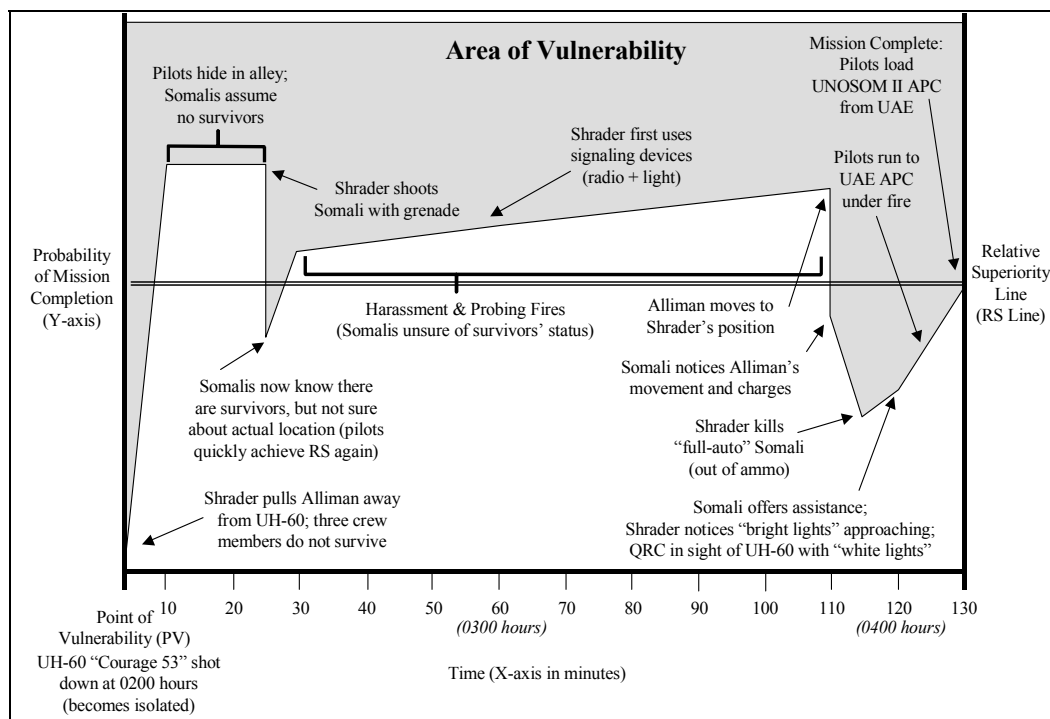 Area of Vulnerability
Pilots hide in alley;
Somalis assume
no survivors
Shrader shoots
Somali with grenade
Shrader first uses
signaling devices
(radio + light)
Mission Complete:
Pilots load
UNOSOM II APC
from UAE
Pilots run to
UAE APC
under fire
Probability
of Mission
Completion
(Y-axis)
Relative
Superiority
Line
(RS Line)
Harassment & Probing Fires
(Somalis unsure of survivors’ status)
Alliman moves to
Shrader’s position
Somalis now know there
are survivors, but not sure
about actual location (pilots
quickly achieve RS again)
Somali notices Alliman’s
movement and charges
Shrader kills
“full-auto” Somali
(out of ammo)
Shrader pulls Alliman away
from UH-60; three crew
members do not survive
Somali offers assistance;
Shrader notices “bright lights” approaching;
QRC in sight of UH-60 with “white lights”
10 20 30 40 50 60 70 80 90 100 110 120 130
(0300 hours) (0400 hours)
Point of
Vulnerability (PV)
UH-60 “Courage 53” shot
down at 0200 hours
(becomes isolated)
Time (X-axis in minutes)